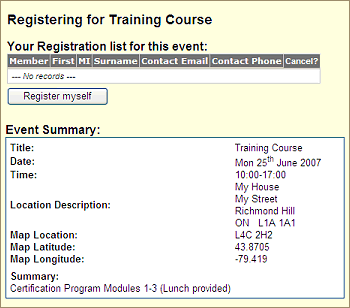 Registering for Training Course
Your Registration list for this event:
Member First MI Surname Contact Email Contact Phone Cancel?
--- No records ---
Register myself
Event Summary:
Title: Training Course
Date: Mon 25th June 2007
Time: 10:00-17:00
My House
My Street
Location Description: Richmond Hill
ON L1A 1A1
Map Location: L4C 2H2
Map Latitude: 43.8705
Map Longitude: -79.419
Summary:
Certification Program Modules 1-3 (Lunch provided)